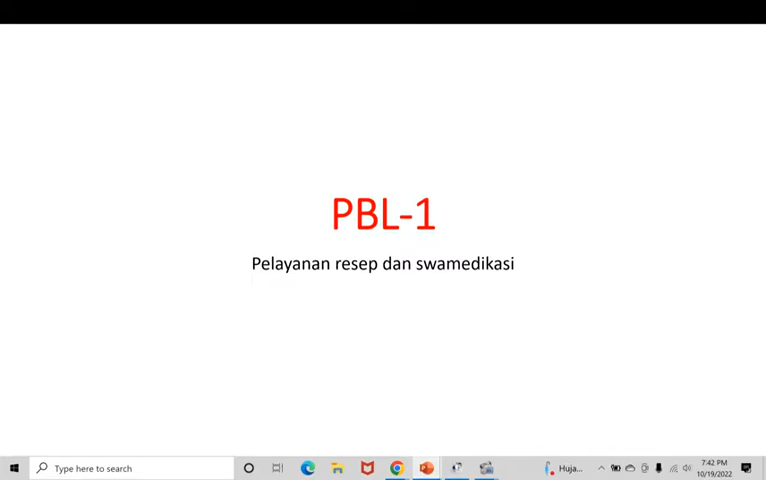 PBL-1
Pelayanan resep dan swamedikasi
Type here to search
Huja...
7:42 PM
10/19/2022